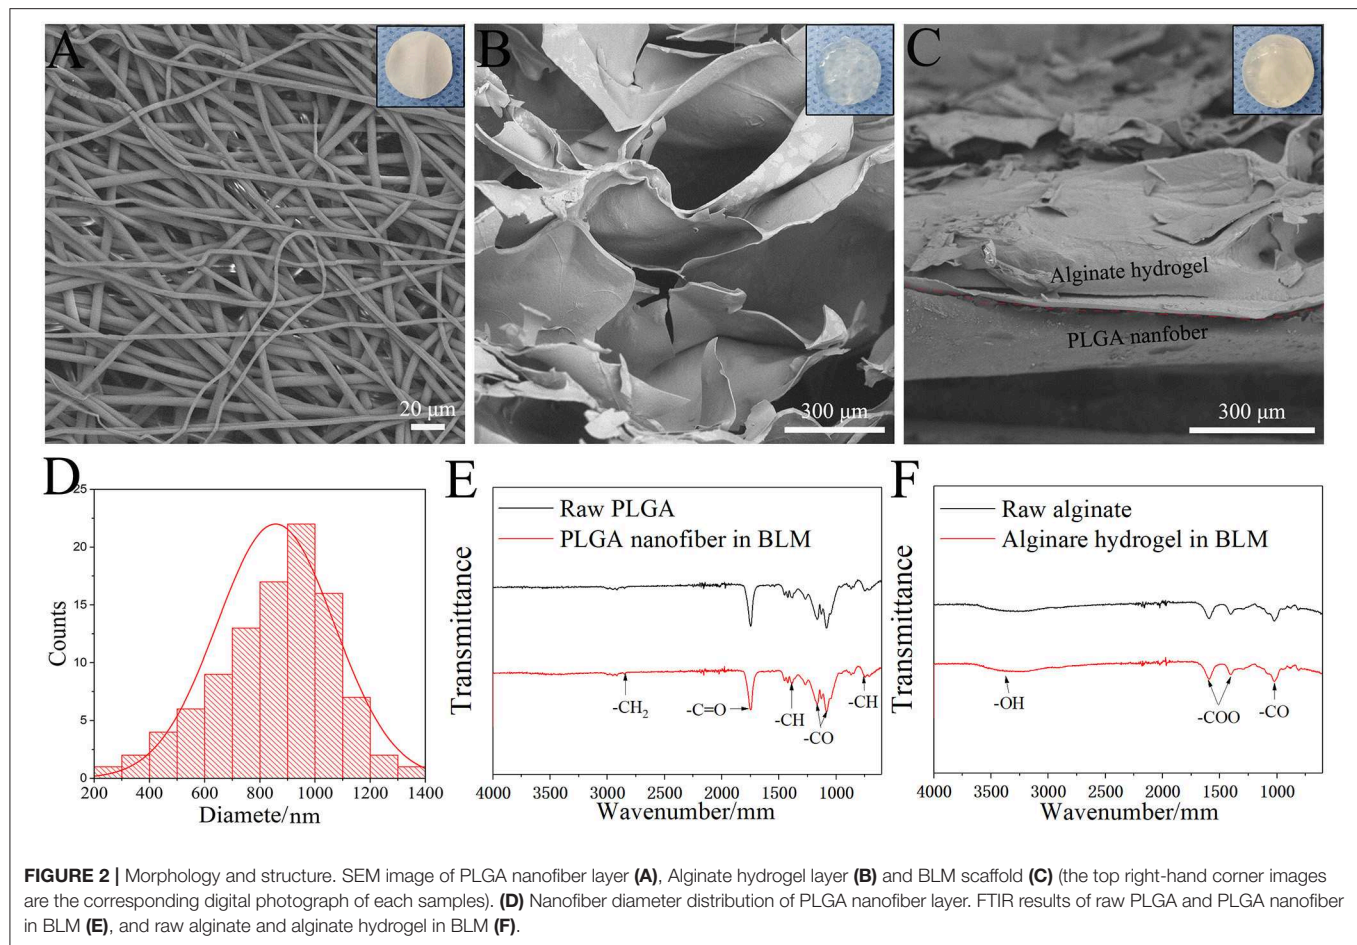 A
B
C
Alginate hydrogel
PLGA nanfober
20 μm
300 μm
300 μm
D
25
20
15
10
5
0
Counts
200 400 600 800 1000 1200 1400
Diamete/nm
E
Raw PLGA
PLGA nanofiber in BLM
Transmittance
-CH₂
-C=O
-CH
-CO
-CH
4000 3500 3000 2500 2000 1500 1000
Wavenumber/mm
F
Raw alginate
Alginare hydrogel in BLM
Transmittance
-OH
-COO
-CO
4000 3500 3000 2500 2000 1500 1000
Wavenumber/mm
FIGURE 2 | Morphology and structure. SEM image of PLGA nanofiber layer (A), Alginate hydrogel layer (B) and BLM scaffold (C) (the top right-hand corner images
are the corresponding digital photograph of each samples). (D) Nanofiber diameter distribution of PLGA nanofiber layer. FTIR results of raw PLGA and PLGA nanofiber
in BLM (E), and raw alginate and alginate hydrogel in BLM (F).